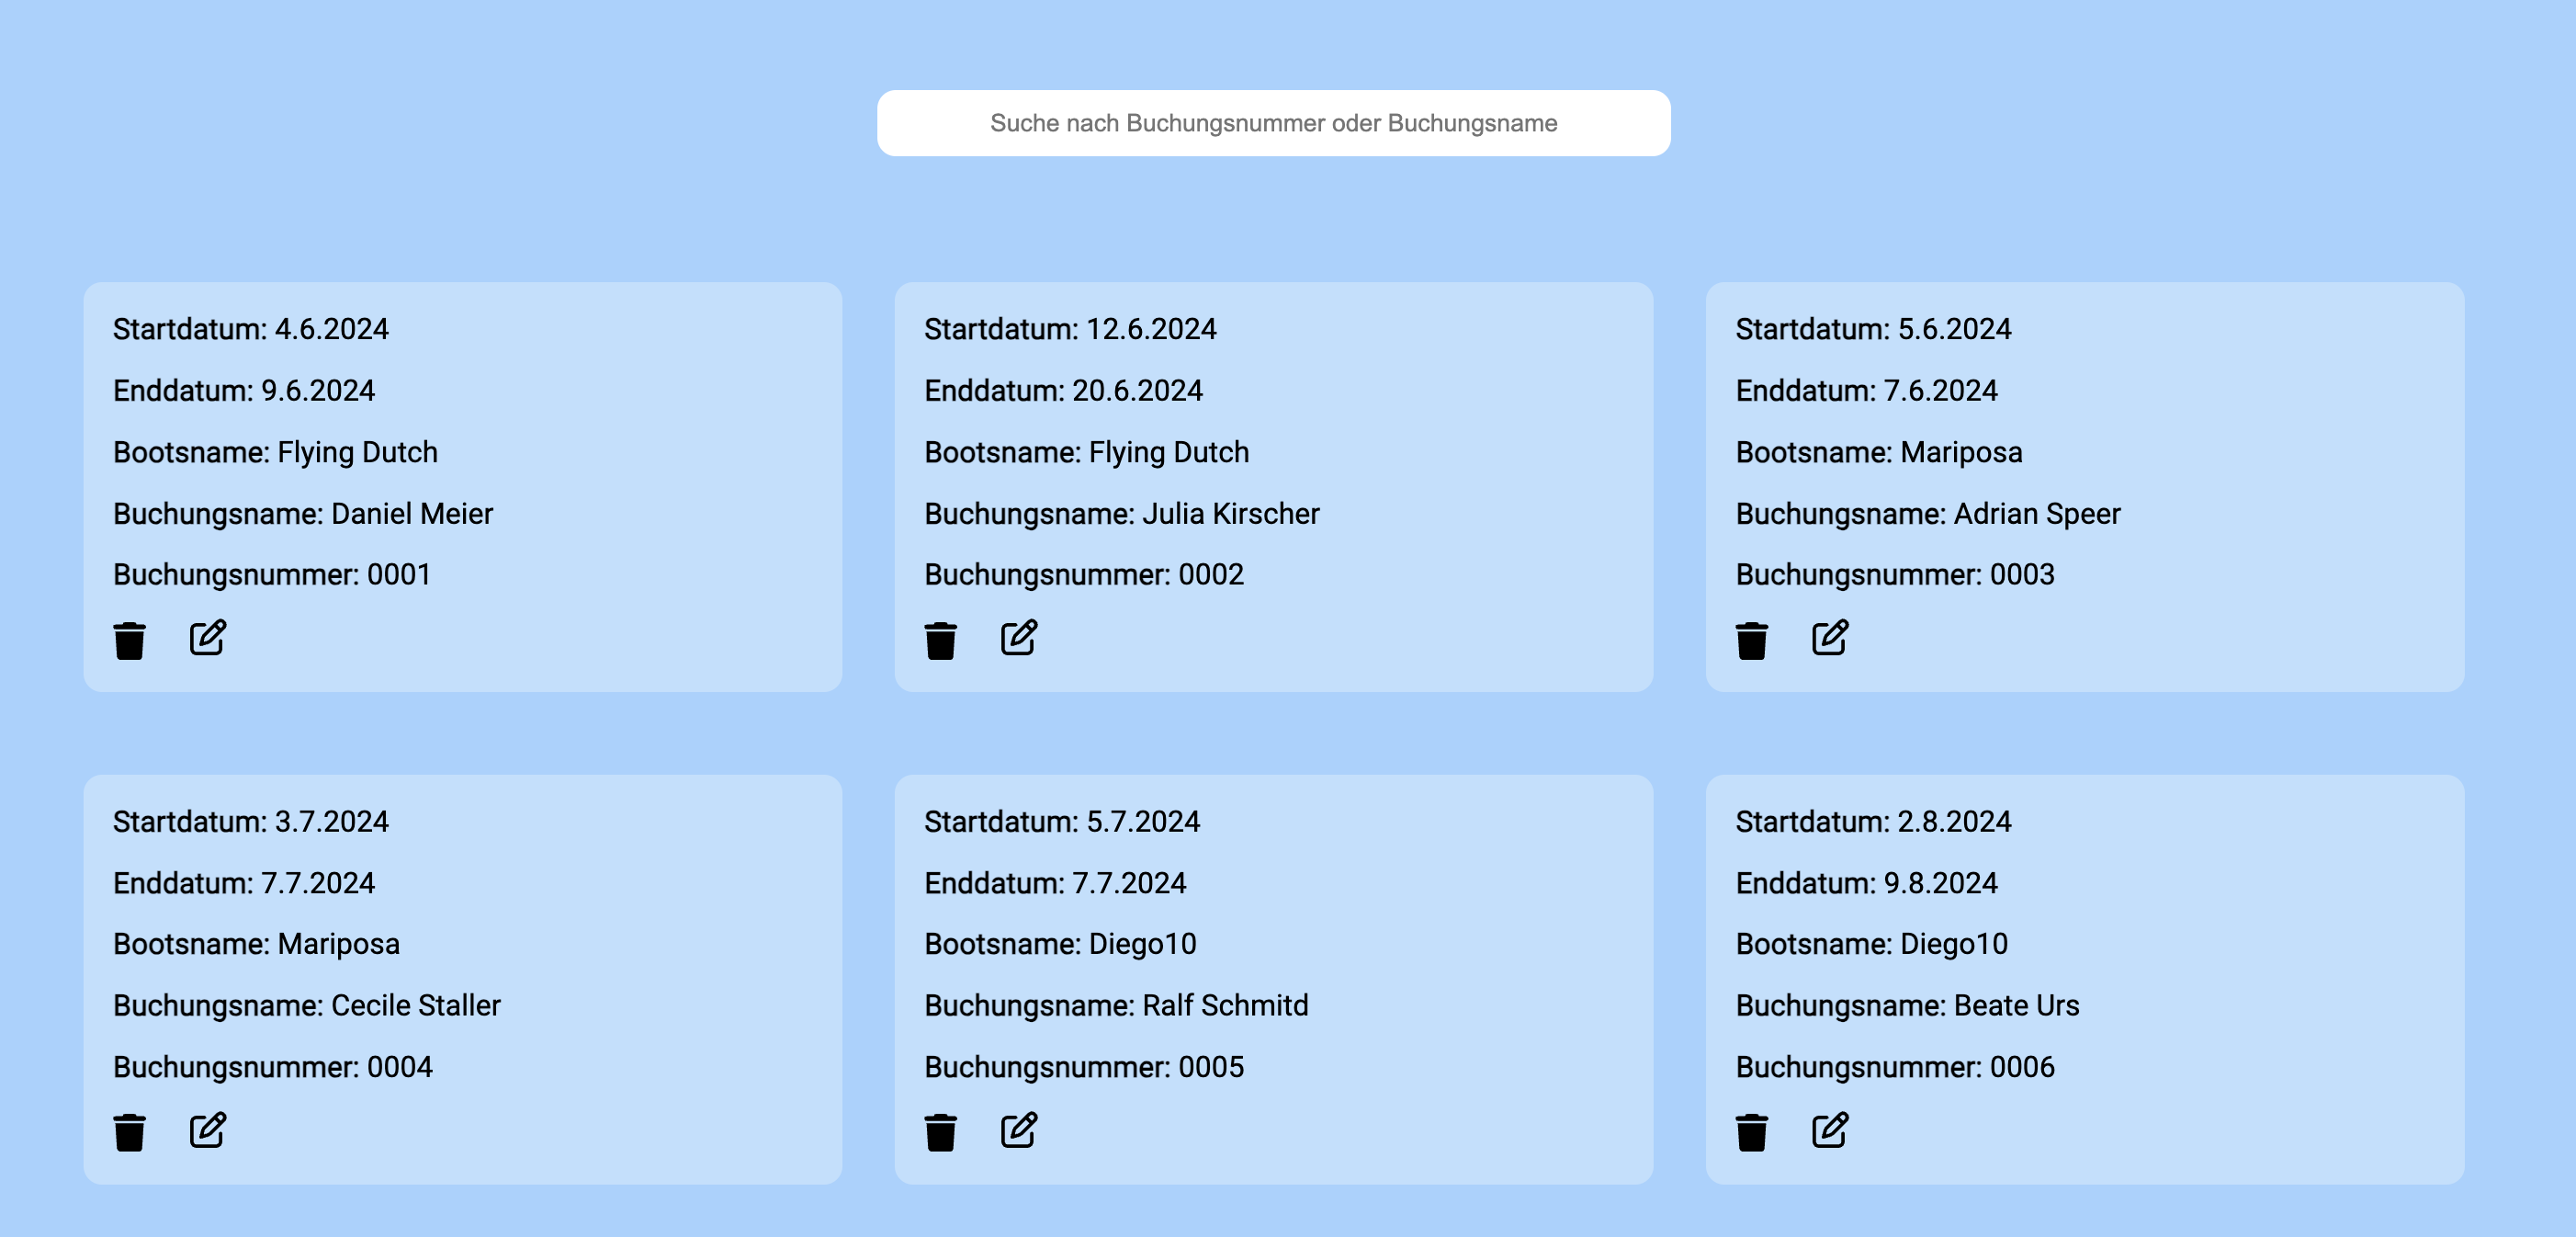 Suche nach Buchungsnummer oder Buchungsname
Startdatum: 4.6.2024
Enddatum: 9.6.2024
Bootsname: Flying Dutch
Buchungsname: Daniel Meier
Buchungsnummer: 0001
Startdatum: 12.6.2024
Enddatum: 20.6.2024
Bootsname: Flying Dutch
Buchungsname: Julia Kirscher
Buchungsnummer: 0002
Startdatum: 5.6.2024
Enddatum: 7.6.2024
Bootsname: Mariposa
Buchungsname: Adrian Speer
Buchungsnummer: 0003
Startdatum: 3.7.2024
Enddatum: 7.7.2024
Bootsname: Mariposa
Buchungsname: Cecile Staller
Buchungsnummer: 0004
Startdatum: 5.7.2024
Enddatum: 7.7.2024
Bootsname: Diego10
Buchungsname: Ralf Schmitd
Buchungsnummer: 0005
Startdatum: 2.8.2024
Enddatum: 9.8.2024
Bootsname: Diego10
Buchungsname: Beate Urs
Buchungsnummer: 0006